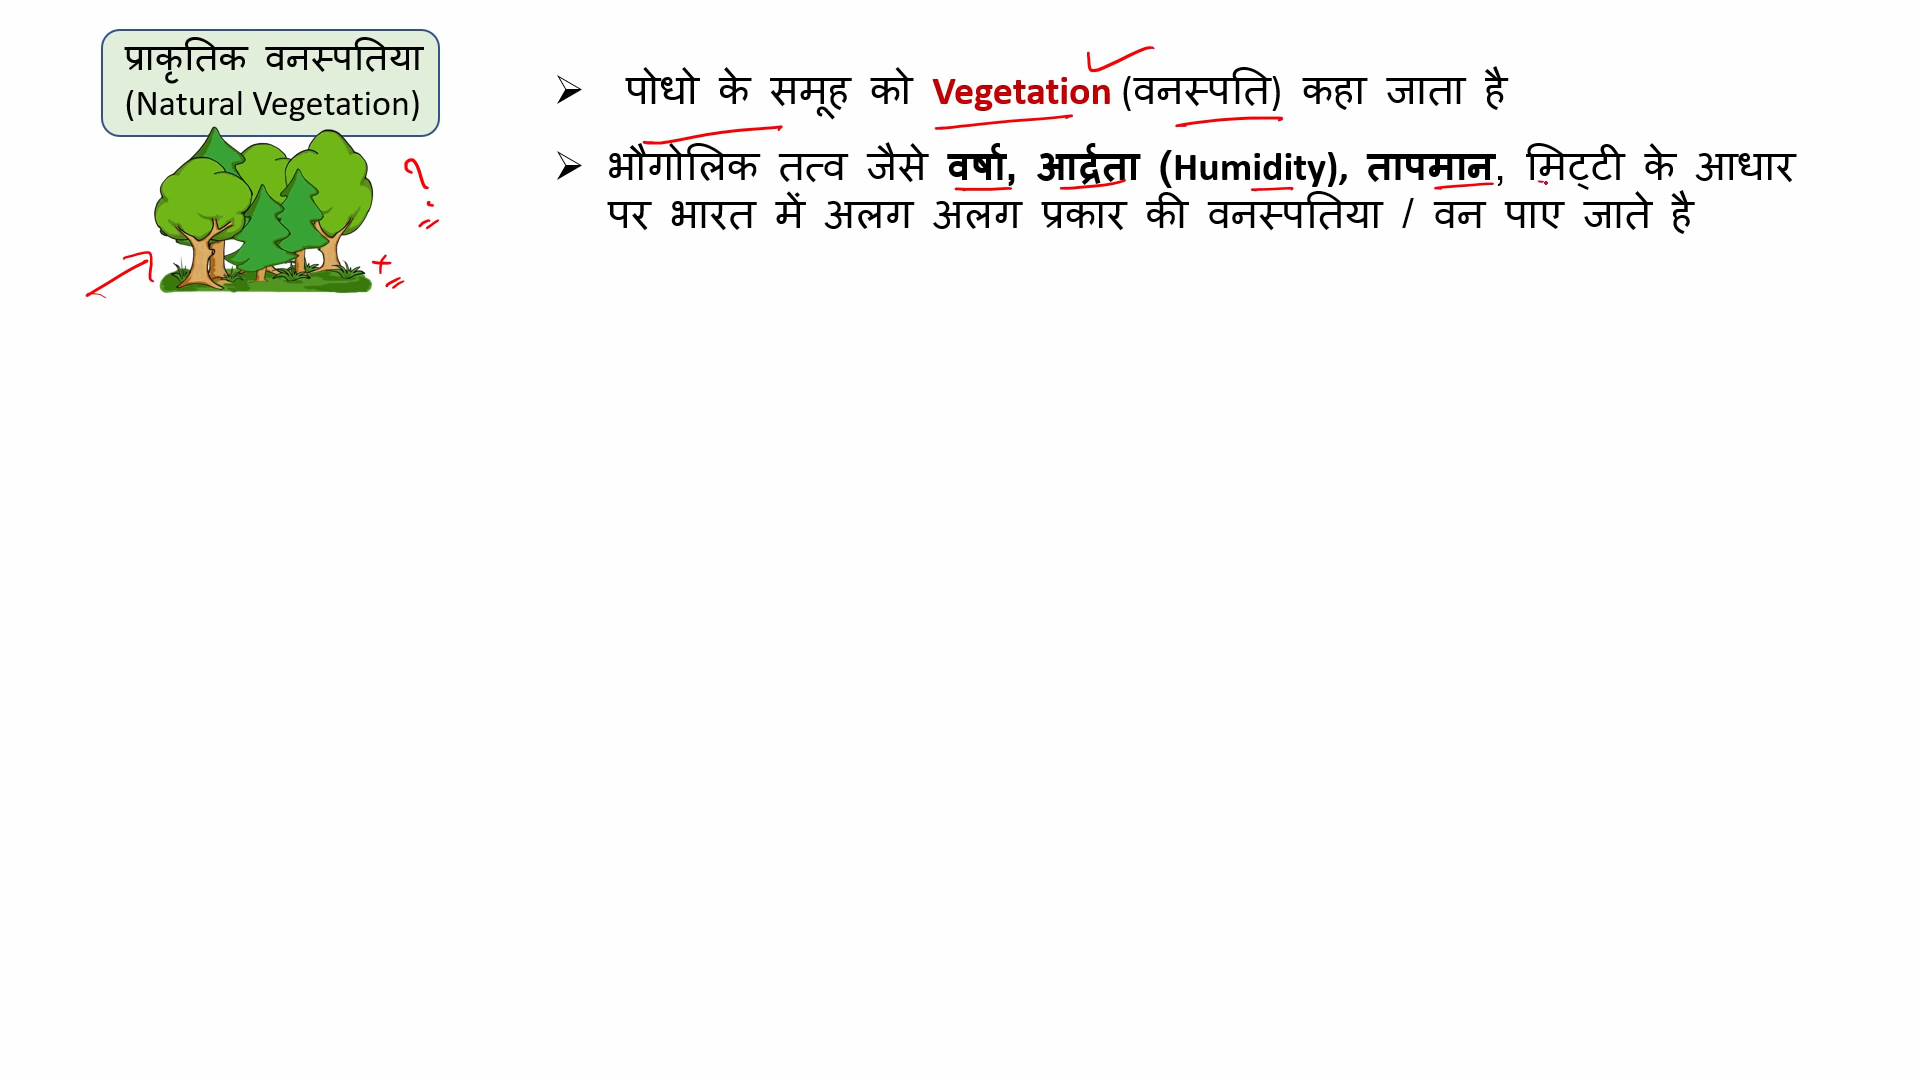 प्राकृतिक वनस्पतिया
(Natural Vegetation)
➢ पोधो के समूह को Vegetation (वनस्पति) कहा जाता है
➢ भौगोलिक तत्व जैसे वर्षा, आर्द्रता (Humidity), तापमान, मिट्टी के आधार
पर भारत में अलग अलग प्रकार की वनस्पतिया / वन पाए जाते है
?